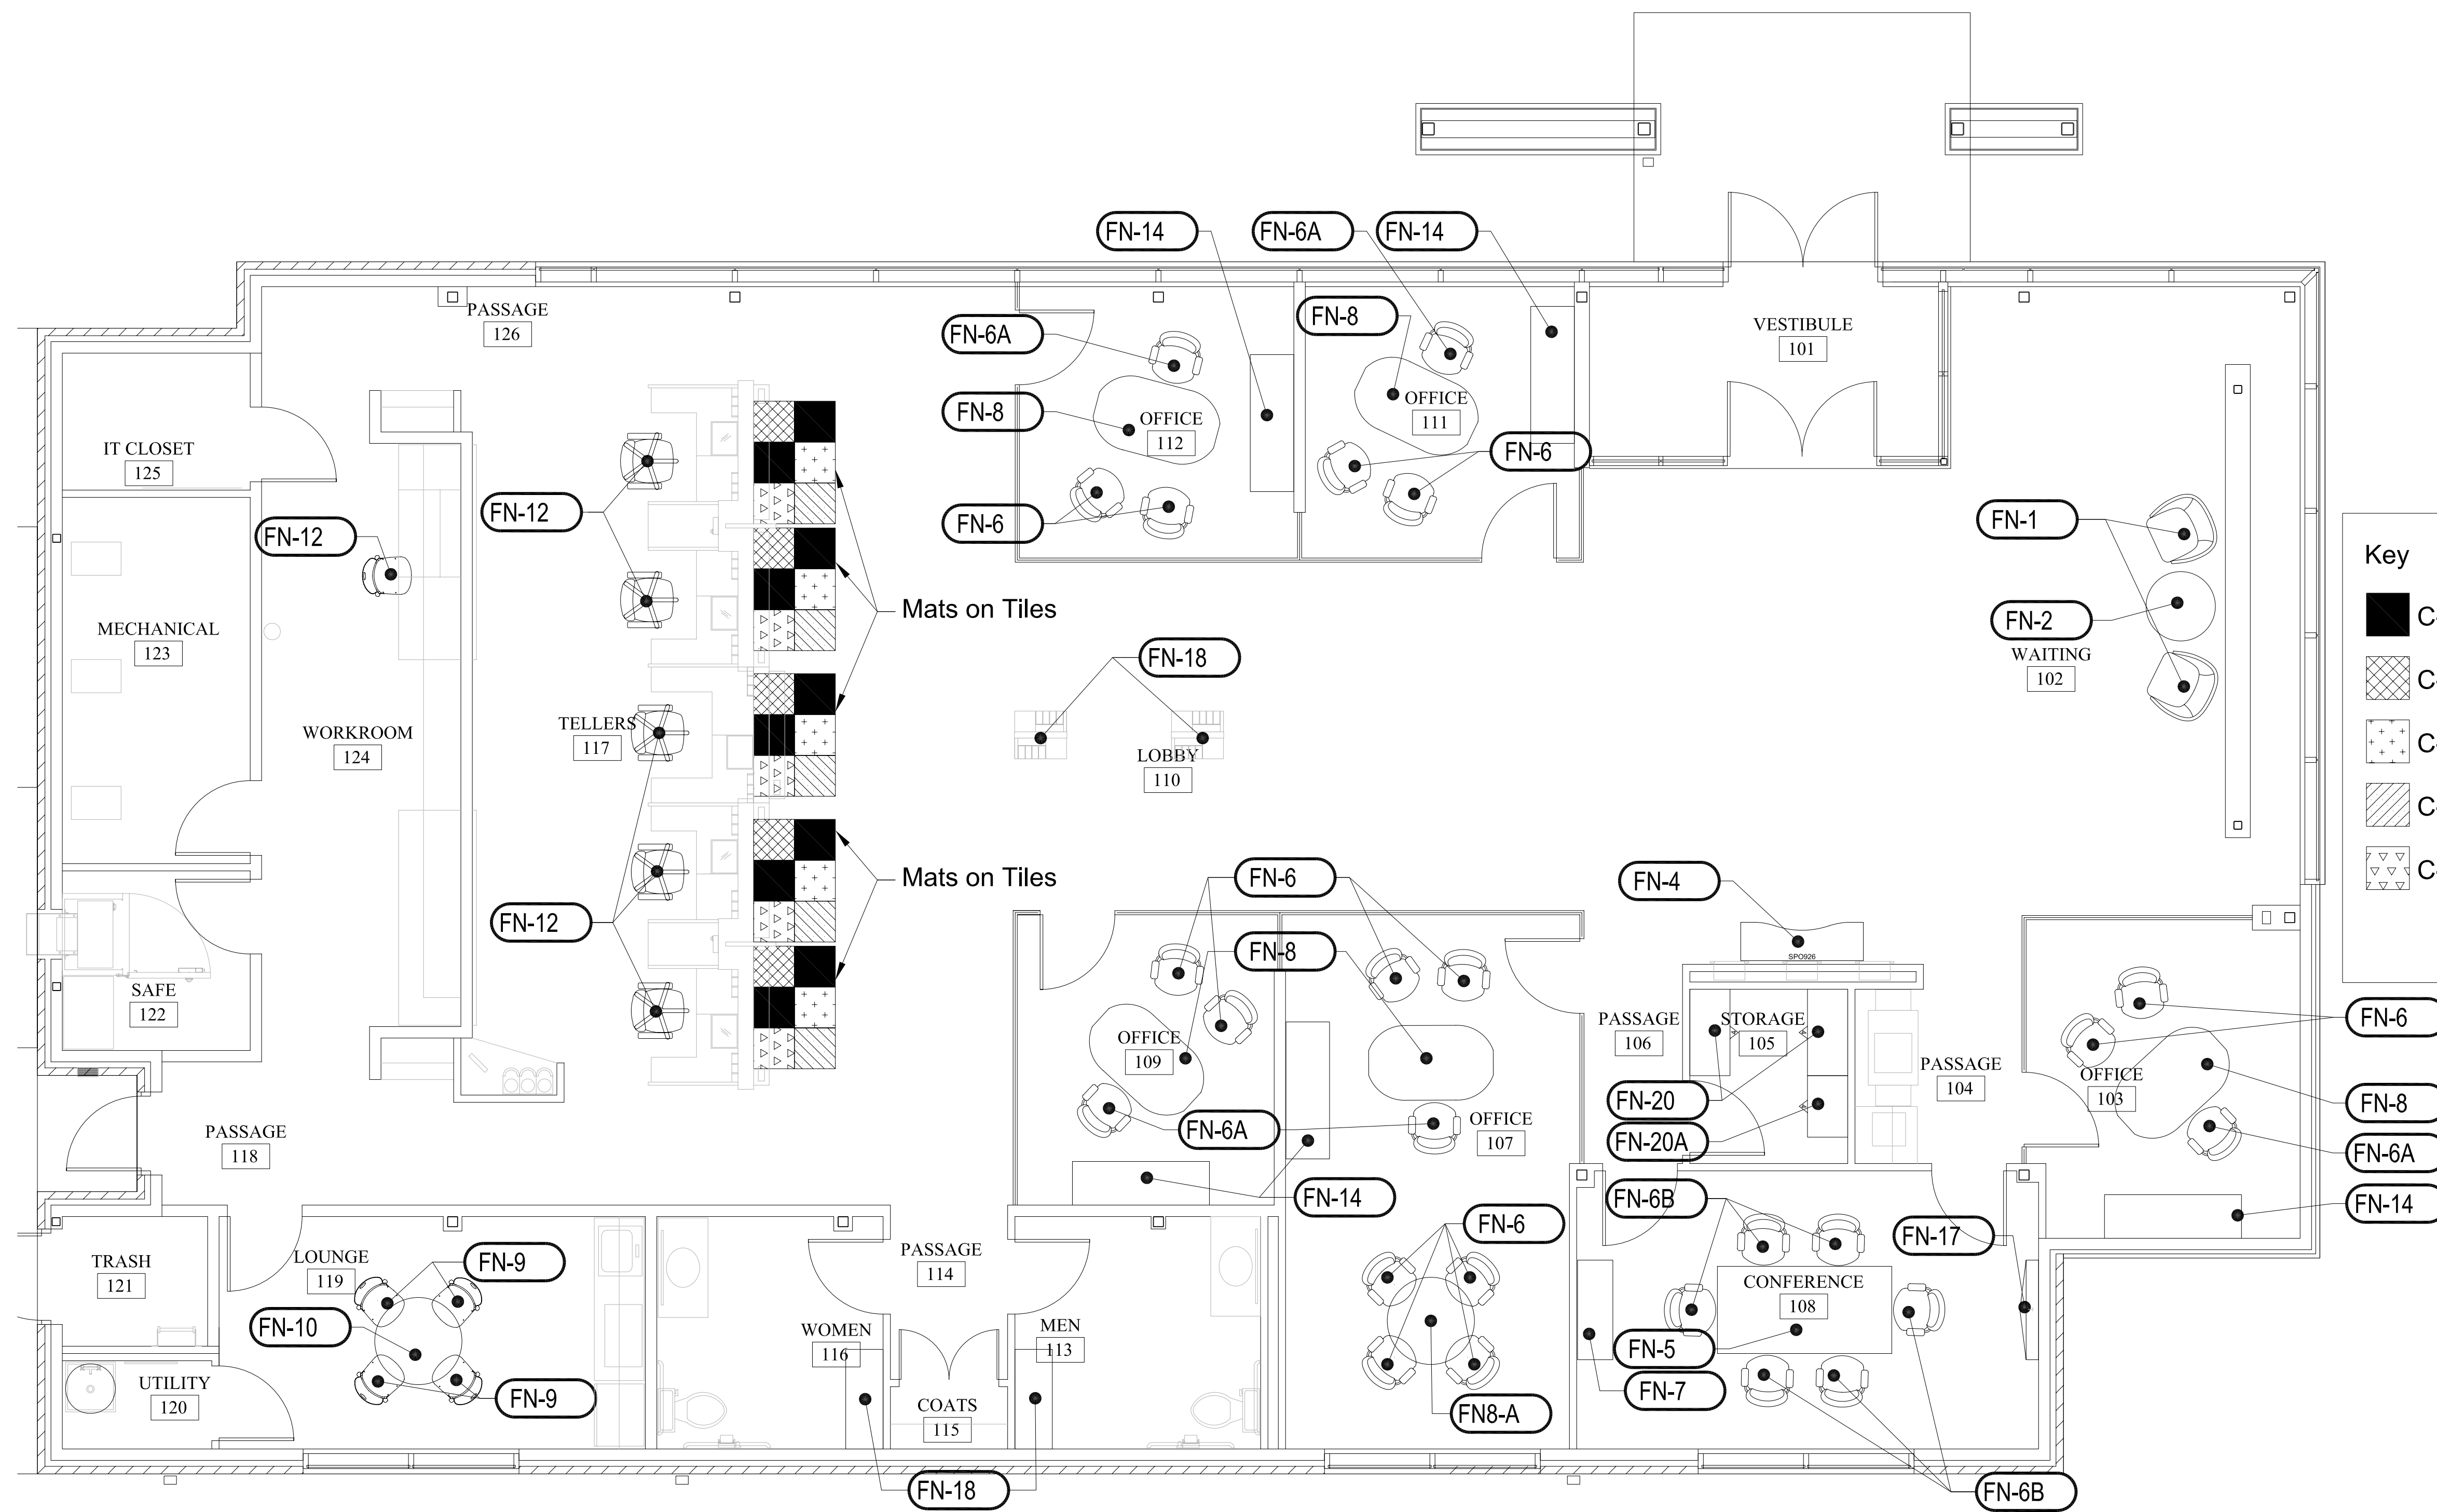 FN-14
FN-6A
FN-14
PASSAGE
126
FN-6A
FN-8
VESTIBULE
101
FN-8
OFFICE
112
OFFICE
111
IT CLOSET
125
FN-6
FN-12
FN-6
FN-12
FN-1
Key
C
MECHANICAL
123
Mats on Tiles
FN-2
FN-18
WAITING
102
C
TELLERS
117
WORKROOM
124
LOBBY
110
C
C
Mats on Tiles
FN-6
FN-4
C
FN-12
FN-8
SPO926
SAFE
122
PASSAGE
106
STORAGE
105
FN-6
OFFICE
109
PASSAGE
104
OFFICE
103
FN-20
FN-8
PASSAGE
118
FN-6A
OFFICE
107
FN-20A
FN-6A
FN-14
FN-6B
FN-14
FN-6
FN-17
TRASH
121
LOUNGE
119
FN-9
PASSAGE
114
CONFERENCE
108
FN-10
WOMEN
116
MEN
113
FN-5
UTILITY
120
FN-9
COATS
115
FN8-A
FN-7
FN-18
FN-6B